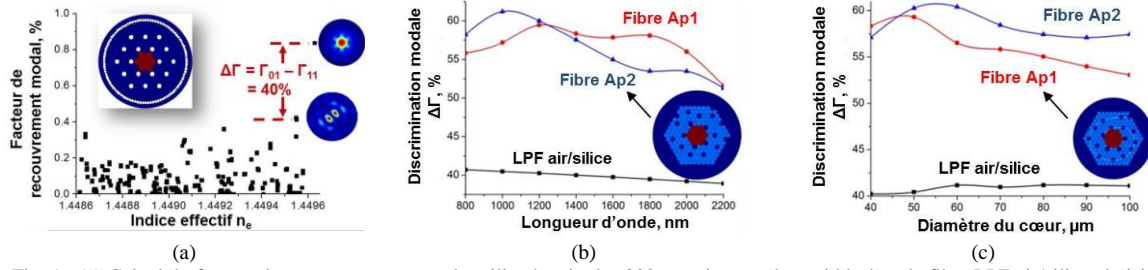 Facteur de
recouvrement modal, %
1.0
0.8
0.6
0.4
0.2
0.0
ΔΓ = Γ01 – Γ11
= 40%
1.4486
1.4488
1.4490
1.4492
1.4494
1.4496
Indice effectif ne
(a)
Discrimination modale
ΔΓ, %
60
55
50
45
40
Fibre Ap1
Fibre Ap2
LPF air/silice
800 1000 1200 1400 1600 1800 2000 2200
Longueur d'onde, nm
(b)
Discrimination modale
ΔΓ, %
60
55
50
45
40
Fibre Ap2
Fibre Ap1
LPF air/silice
40 50 60 70 80 90 100
Diamètre du cœur, µm
(c)